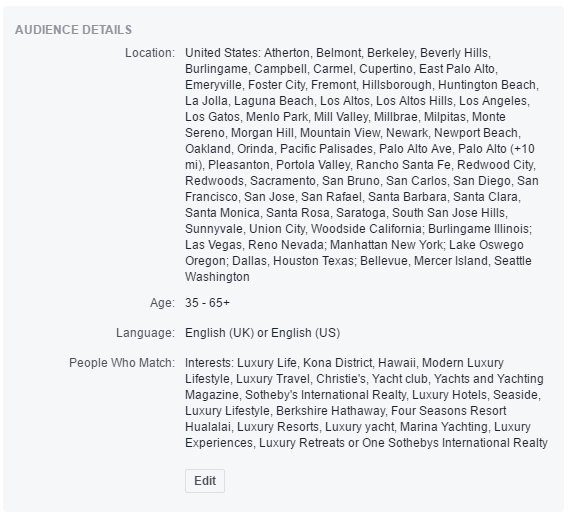 AUDIENCE DETAILS
Location: United States: Atherton, Belmont, Berkeley, Beverly Hills,
Burlingame, Campbell, Carmel, Cupertino, East Palo Alto,
Emeryville, Foster City, Fremont, Hillsborough, Huntington Beach,
La Jolla, Laguna Beach, Los Altos, Los Altos Hills, Los Angeles,
Los Gatos, Menlo Park, Mill Valley, Millbrae, Milpitas, Monte
Sereno, Morgan Hill, Mountain View, Newark, Newport Beach,
Oakland, Orinda, Pacific Palisades, Palo Alto Ave, Palo Alto (+10
mi), Pleasanton, Portola Valley, Rancho Santa Fe, Redwood City,
Redwoods, Sacramento, San Bruno, San Carlos, San Diego, San
Francisco, San Jose, San Rafael, Santa Barbara, Santa Clara,
Santa Monica, Santa Rosa, Saratoga, South San Jose Hills,
Sunnyvale, Union City, Woodside California; Burlingame Illinois;
Las Vegas, Reno Nevada; Manhattan New York; Lake Oswego
Oregon; Dallas, Houston Texas; Bellevue, Mercer Island, Seattle
Washington
Age: 35 - 65+
Language: English (UK) or English (US)
People Who Match: Interests: Luxury Life, Kona District, Hawaii, Modern Luxury
Lifestyle, Luxury Travel, Christie's, Yacht club, Yachts and Yachting
Magazine, Sotheby's International Realty, Luxury Hotels, Seaside,
Luxury Lifestyle, Berkshire Hathaway, Four Seasons Resort
Hualalai, Luxury Resorts, Luxury yacht, Marina Yachting, Luxury
Experiences, Luxury Retreats or One Sothebys International Realty
Edit